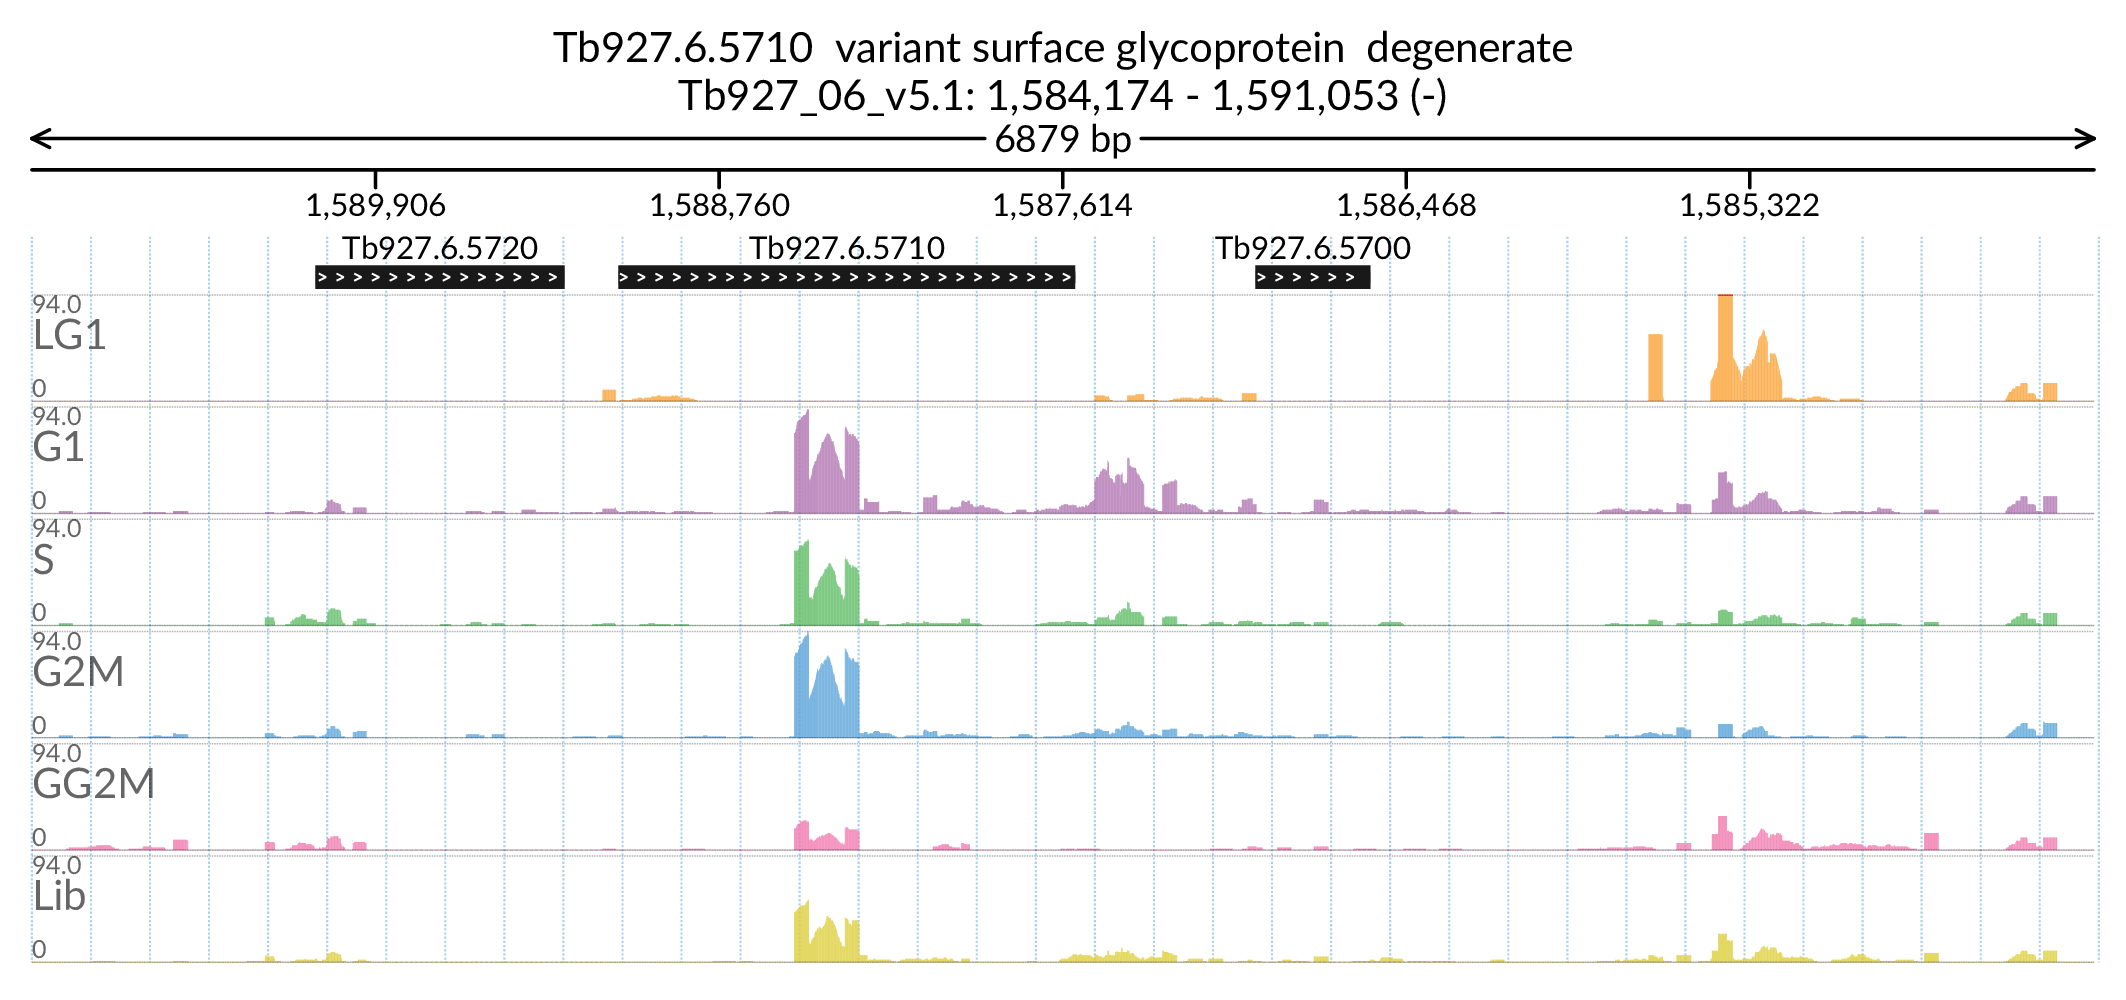 Tb927.6.5710  variant surface glycoprotein  degenerate
Tb927_06_v5.1: 1,584,174 - 1,591,053 (-)
6879 bp
1,589,906 1,588,760 1,587,614 1,586,468 1,585,322
Tb927.6.5720 Tb927.6.5710 Tb927.6.5700
94.0
LG1
0
94.0
G1
0
94.0
S
0
94.0
G2M
0
94.0
GG2M
0
94.0
Lib
0